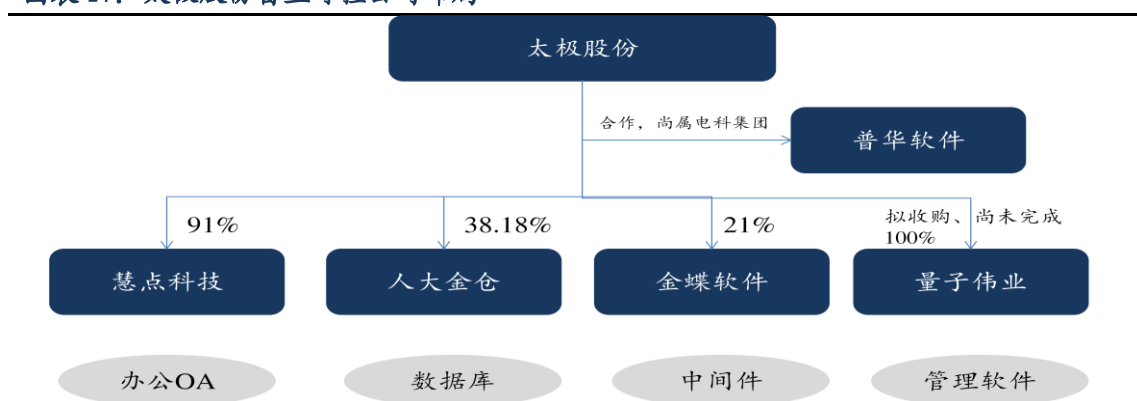 太极股份
合作，尚属电科集团
普华软件
91%
38.18%
21%
拟收购、尚未完成
100%
慧点科技
人大金仓
金蝶软件
量子伟业
办公OA
数据库
中间件
管理软件